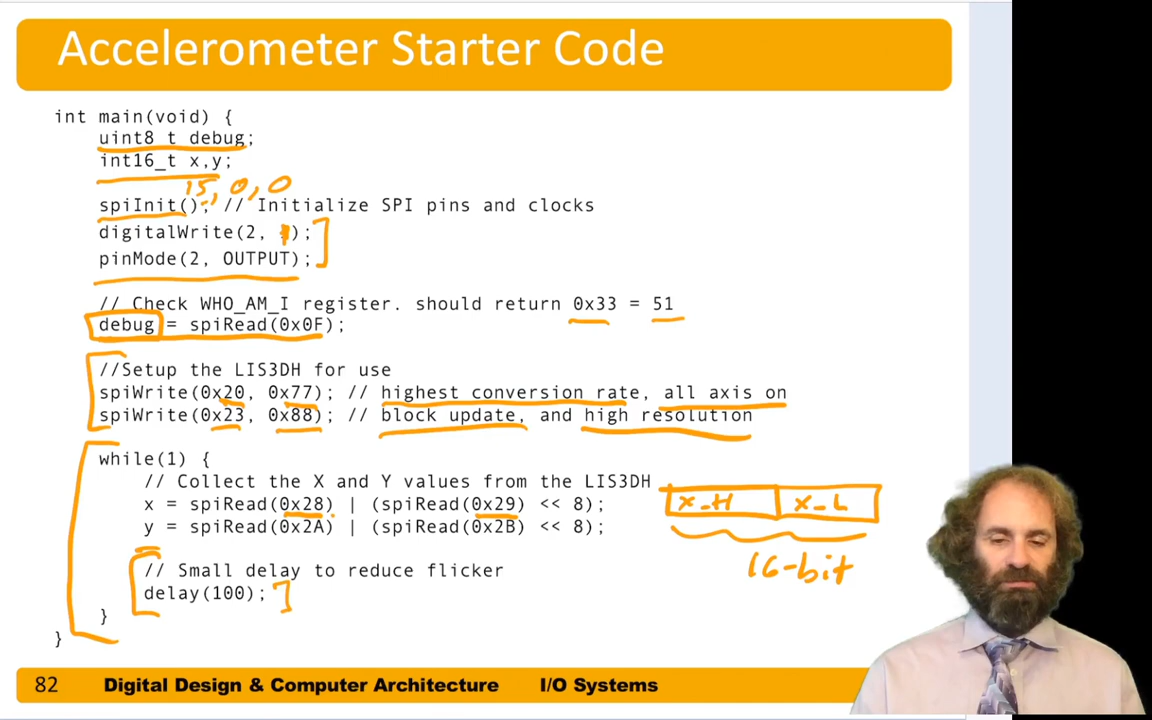 Accelerometer Starter Code
int main(void) {
uint8_t debug;
int16_t x,y;
15, 0, 0
spiInit(); // Initialize SPI pins and clocks
digitalWrite(2, 1);
pinMode(2, OUTPUT);
// Check WHO_AM_I register. should return 0x33 = 51
debug = spiRead(0x0F);
//Setup the LIS3DH for use
spiWrite(0x20, 0x77); // highest conversion rate, all axis on
spiWrite(0x23, 0x88); // block update, and high resolution
while(1) {
// Collect the X and Y values from the LIS3DH
x = spiRead(0x28) | (spiRead(0x29) << 8);
X_H X_L
y = spiRead(0x2A) | (spiRead(0x2B) << 8);
16-bit
// Small delay to reduce flicker
delay(100);
}
}
82 Digital Design & Computer Architecture I/O Systems